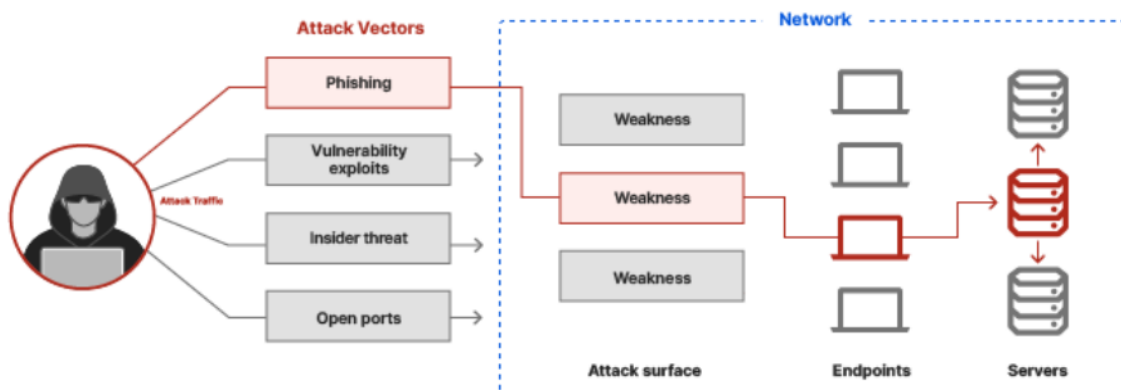 Network
Attack Vectors
Phishing
Weakness
Vulnerability
exploits
Attack Traffic
Weakness
Insider threat
Weakness
Open ports
Attack surface
Endpoints
Servers